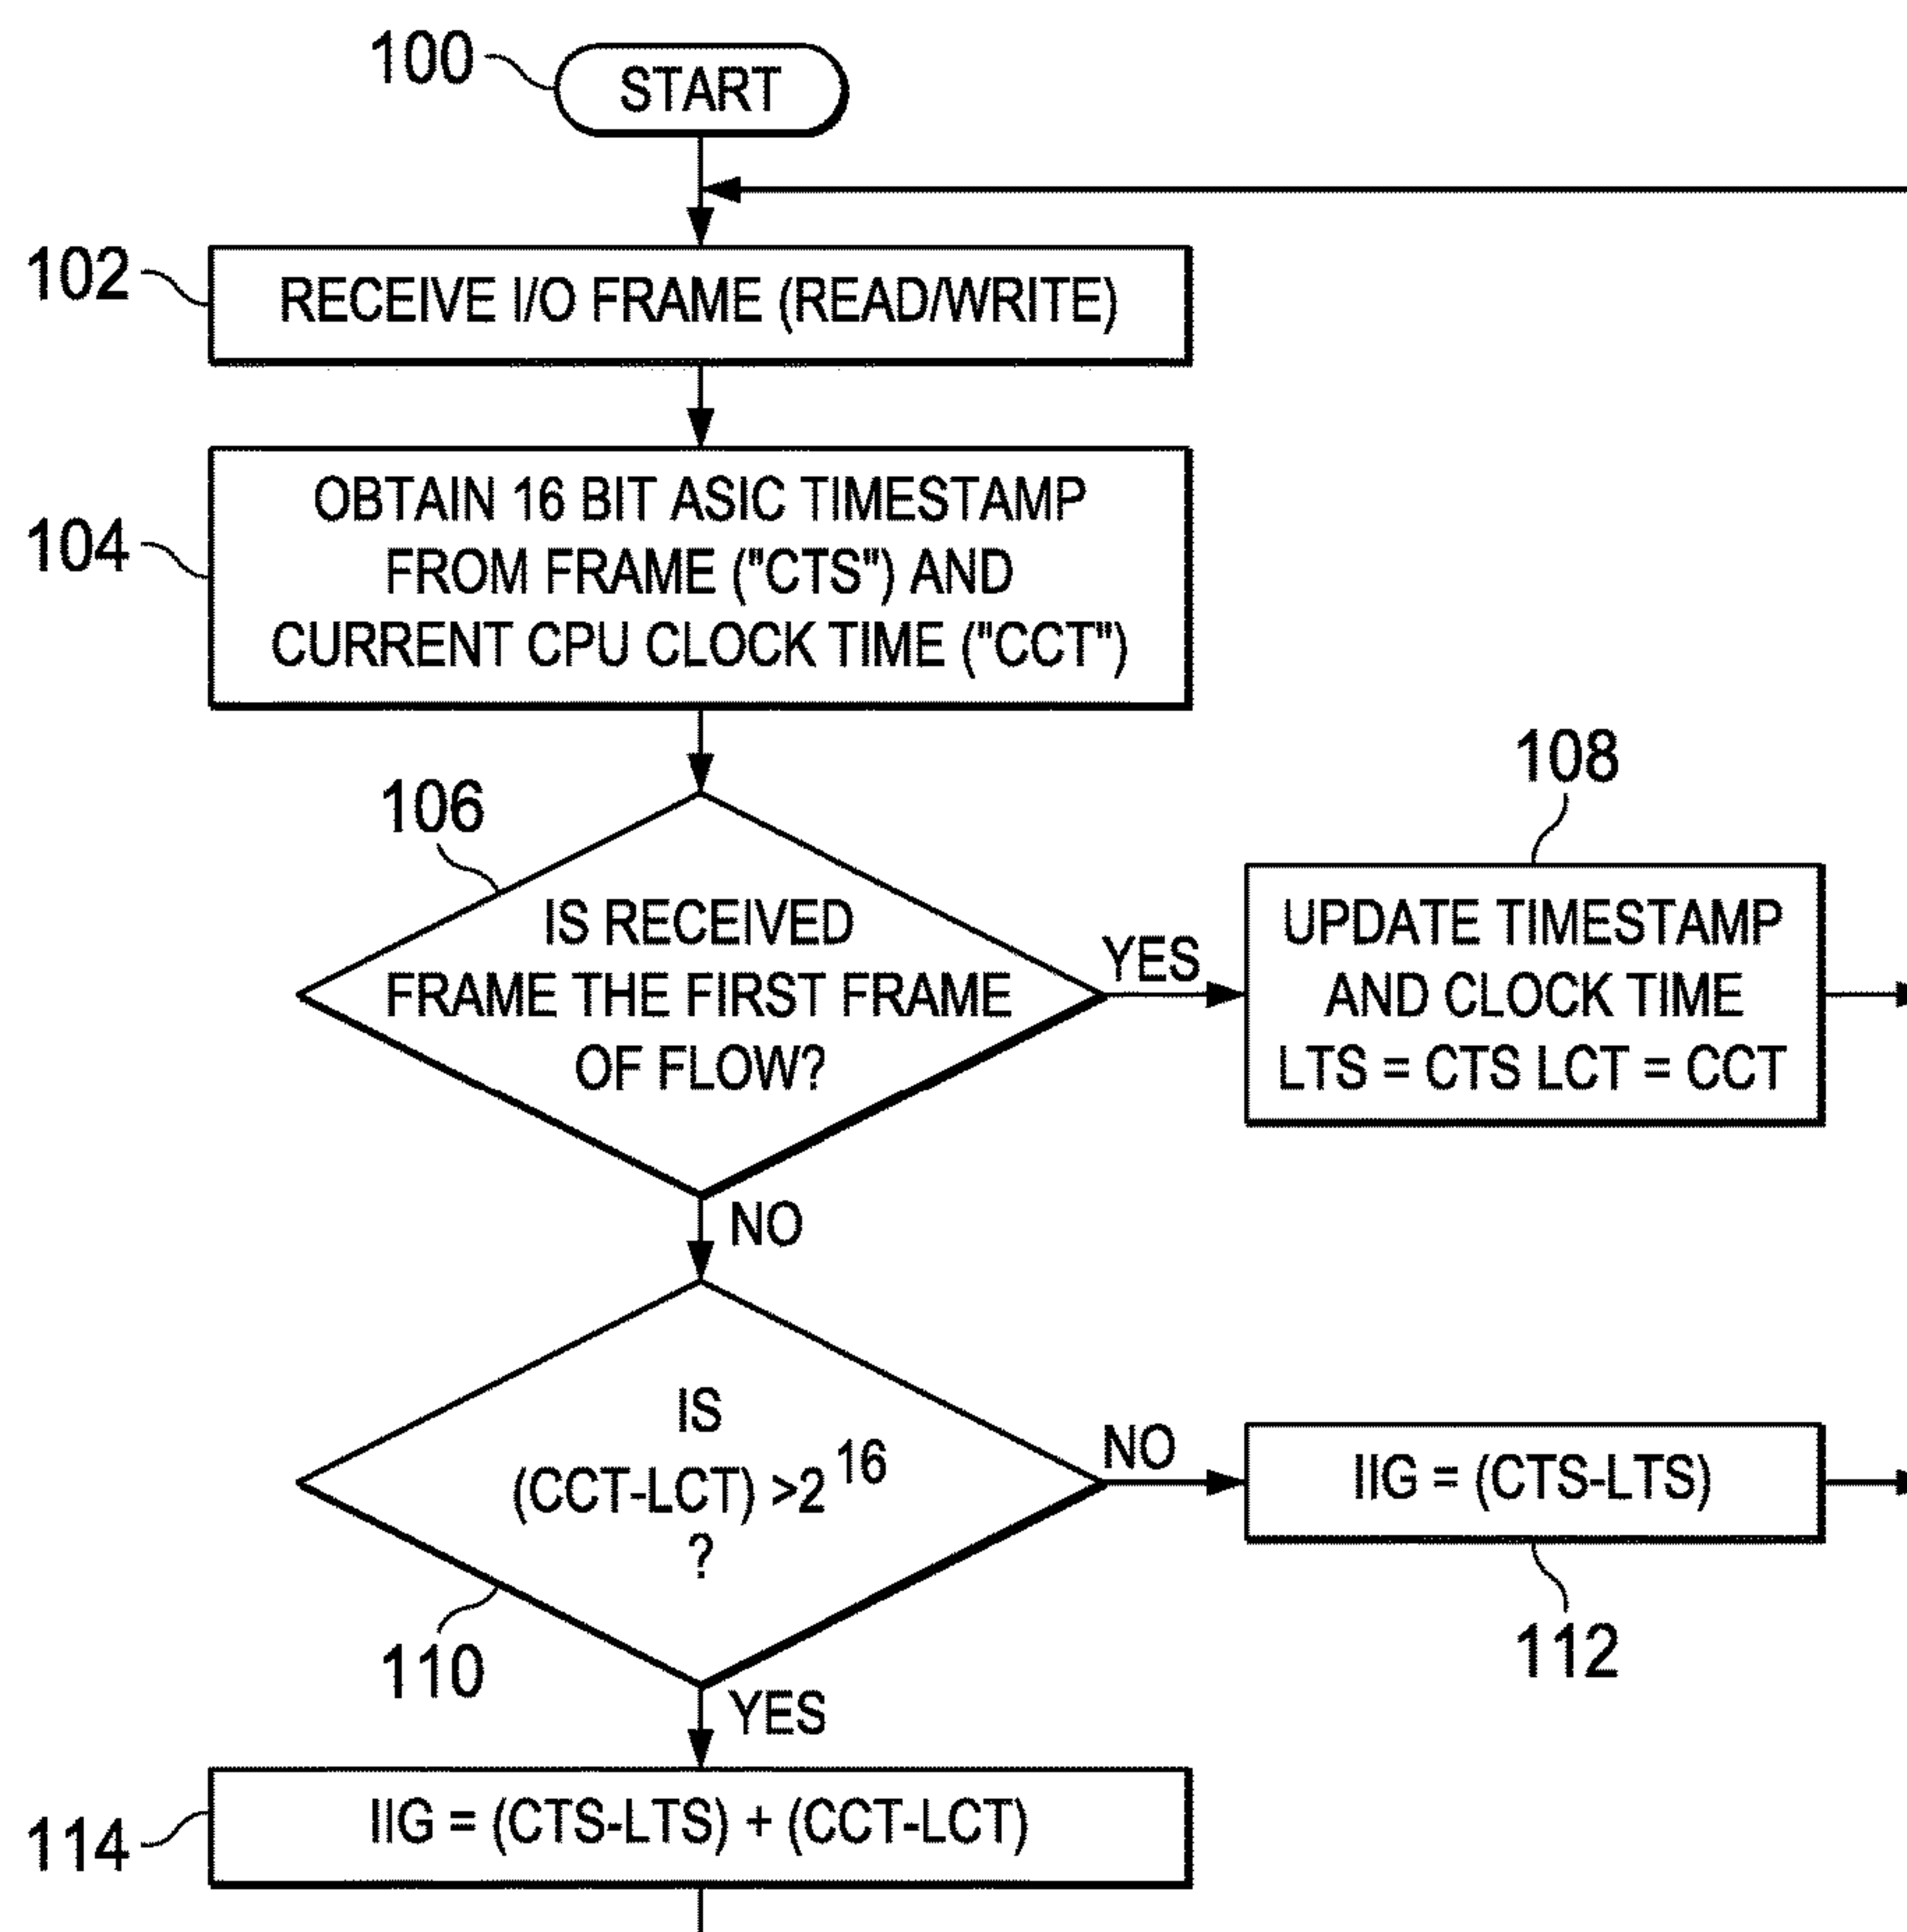 100
START
102
RECEIVE I/O FRAME (READ/WRITE)
104
OBTAIN 16 BIT ASIC TIMESTAMP
FROM FRAME ("CTS") AND
CURRENT CPU CLOCK TIME ("CCT")
106
IS RECEIVED
FRAME THE FIRST FRAME
OF FLOW?
YES
108
UPDATE TIMESTAMP
AND CLOCK TIME
LTS = CTS LCT = CCT
NO
110
IS
(CCT-LCT) >2^16
?
NO
IIG = (CTS-LTS)
112
YES
114
IIG = (CTS-LTS) + (CCT-LCT)